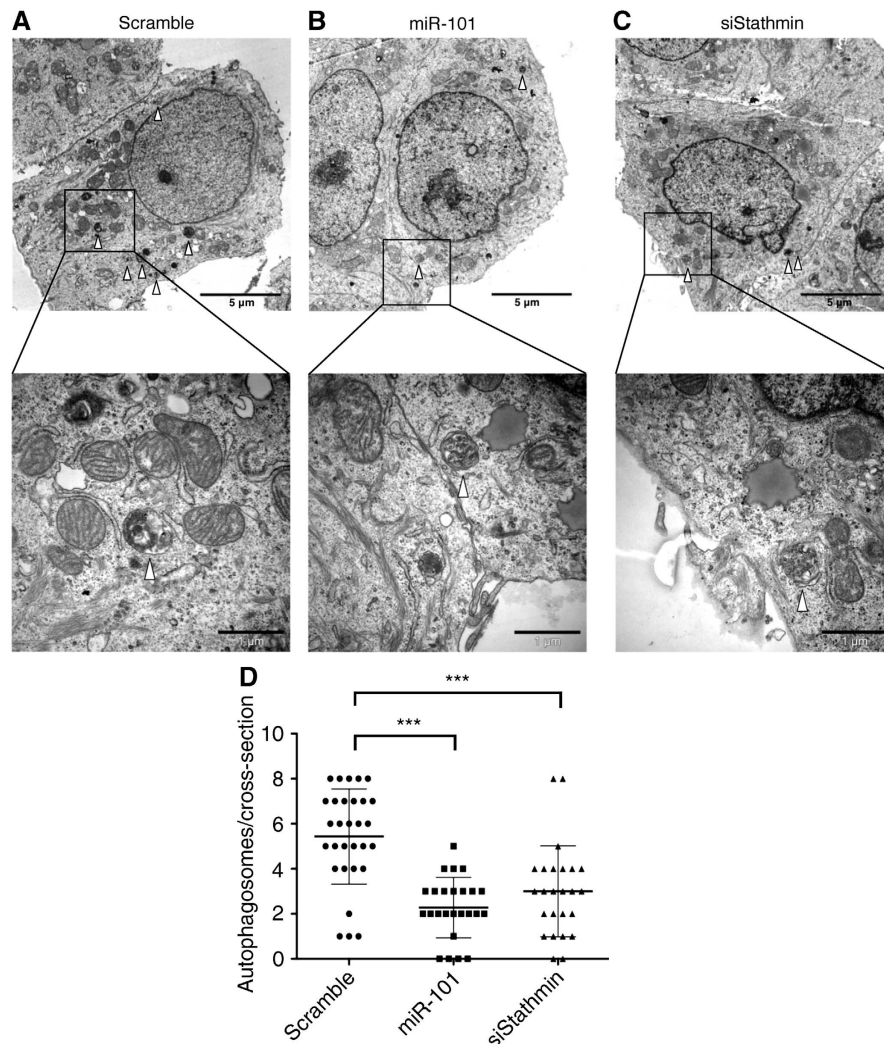 A
Scramble
B
miR-101
C
siStathmin
5 µm
5 µm
5 µm
1 µm
1 µm
1 µm
D
***
***
Autophagosomes/cross-section
10
8
6
4
2
0
Scramble
miR-101
siStathmin